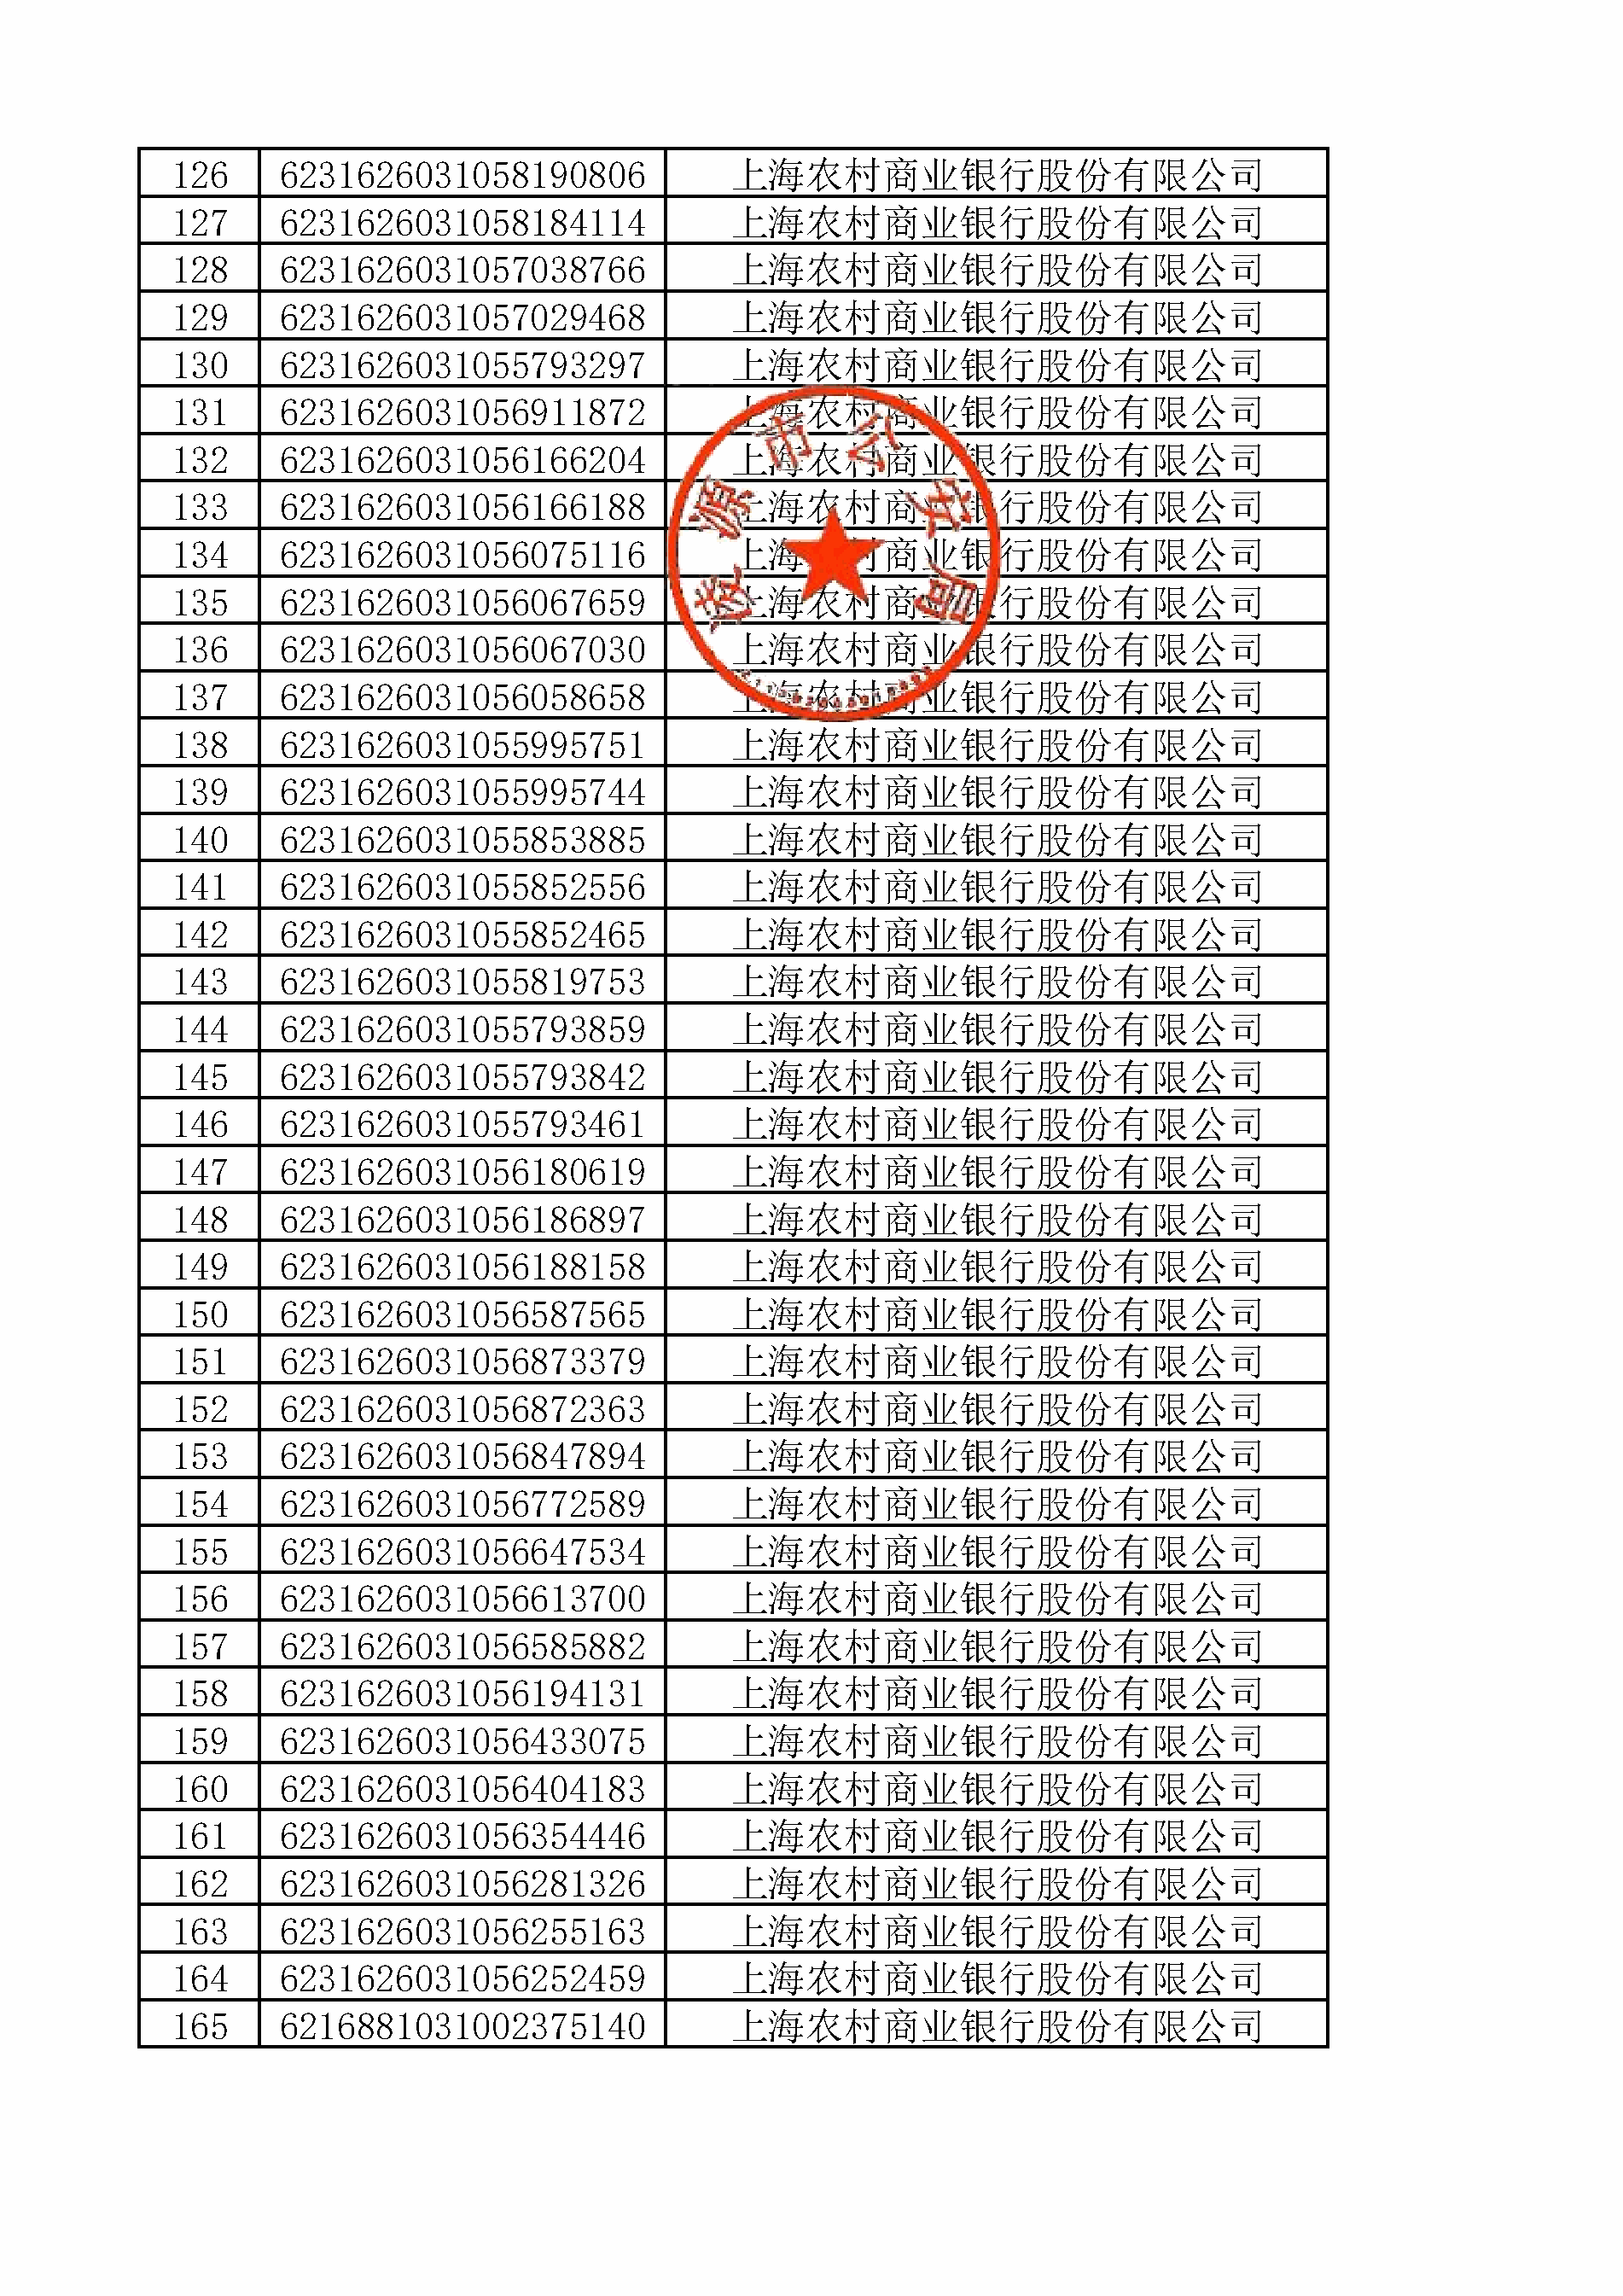 126 6231626031058190806 上海农村商业银行股份有限公司
127 6231626031058184114 上海农村商业银行股份有限公司
128 6231626031057038766 上海农村商业银行股份有限公司
129 6231626031057029468 上海农村商业银行股份有限公司
130 6231626031055793297 上海农村商业银行股份有限公司
131 6231626031056911872 上海农村商业银行股份有限公司
132 6231626031056166204 上海农村商业银行股份有限公司
133 6231626031056166188 上海农村商业银行股份有限公司
134 6231626031056075116 上海农村商业银行股份有限公司
135 6231626031056067659 上海农村商业银行股份有限公司
136 6231626031056067030 上海农村商业银行股份有限公司
137 6231626031056058658 上海农村商业银行股份有限公司
凌源市公安局
138 6231626031055995751 上海农村商业银行股份有限公司
139 6231626031055995744 上海农村商业银行股份有限公司
140 6231626031055853885 上海农村商业银行股份有限公司
141 6231626031055852556 上海农村商业银行股份有限公司
142 6231626031055852465 上海农村商业银行股份有限公司
143 6231626031055819753 上海农村商业银行股份有限公司
144 6231626031055793859 上海农村商业银行股份有限公司
145 6231626031055793842 上海农村商业银行股份有限公司
146 6231626031055793461 上海农村商业银行股份有限公司
147 6231626031056180619 上海农村商业银行股份有限公司
148 6231626031056186897 上海农村商业银行股份有限公司
149 6231626031056188158 上海农村商业银行股份有限公司
150 6231626031056587565 上海农村商业银行股份有限公司
151 6231626031056873379 上海农村商业银行股份有限公司
152 6231626031056872363 上海农村商业银行股份有限公司
153 6231626031056847894 上海农村商业银行股份有限公司
154 6231626031056772589 上海农村商业银行股份有限公司
155 6231626031056647534 上海农村商业银行股份有限公司
156 6231626031056613700 上海农村商业银行股份有限公司
157 6231626031056585882 上海农村商业银行股份有限公司
158 6231626031056194131 上海农村商业银行股份有限公司
159 6231626031056433075 上海农村商业银行股份有限公司
160 6231626031056404183 上海农村商业银行股份有限公司
161 6231626031056354446 上海农村商业银行股份有限公司
162 6231626031056281326 上海农村商业银行股份有限公司
163 6231626031056255163 上海农村商业银行股份有限公司
164 6231626031056252459 上海农村商业银行股份有限公司
165 6216881031002375140 上海农村商业银行股份有限公司